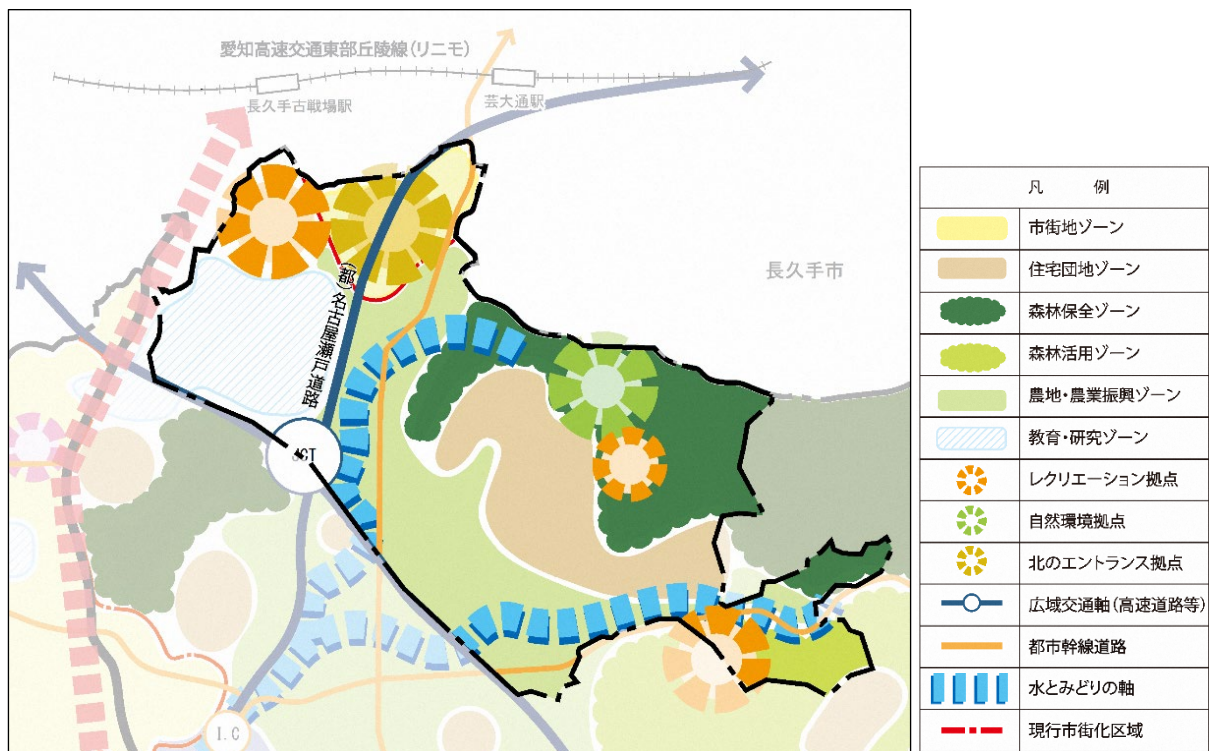 愛知高速交通東部丘陵線(リニモ)
長久手古戦場駅
芸大通駅
長久手市
(都)名古屋瀬戸道路
JCT
I.C
凡 例
市街地ゾーン
住宅団地ゾーン
森林保全ゾーン
森林活用ゾーン
農地・農業振興ゾーン
教育・研究ゾーン
レクリエーション拠点
自然環境拠点
北のエントランス拠点
広域交通軸(高速道路等)
都市幹線道路
水とみどりの軸
現行市街化区域